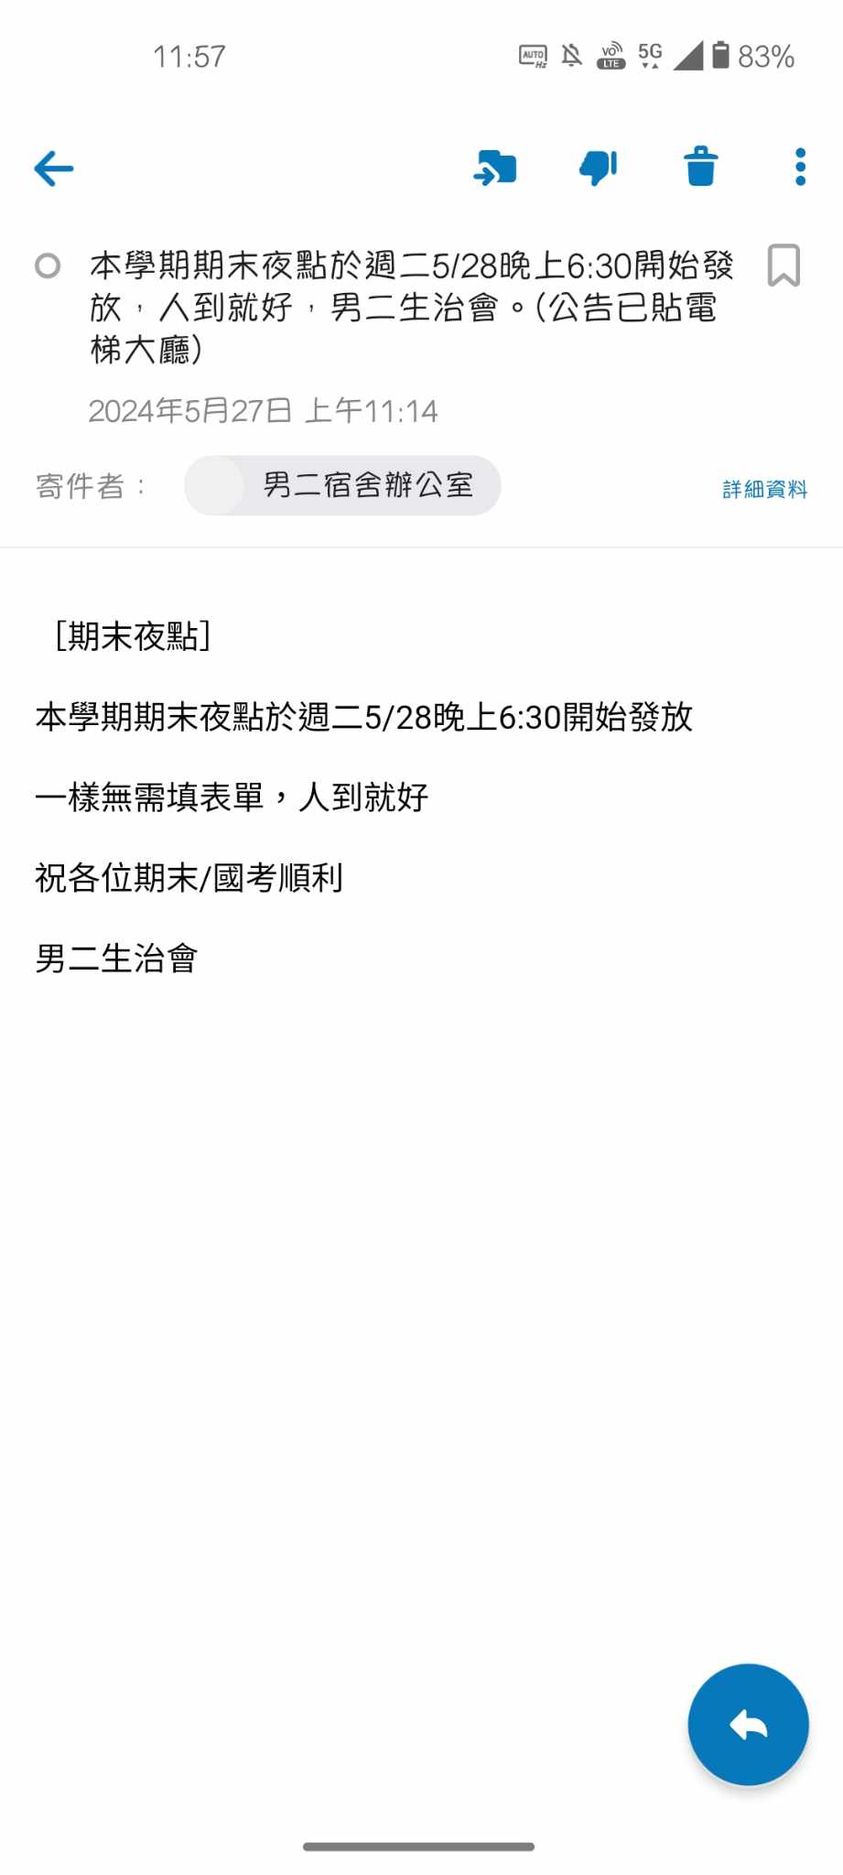 11:57
AUTO Hz VO LTE 5G 83%
本學期期末夜點於週二5/28晚上6:30開始發
放，人到就好，男二生治會。(公告已貼電
梯大廳)
2024年5月27日 上午11:14
寄件者： 男二宿舍辦公室 詳細資料
［期末夜點］
本學期期末夜點於週二5/28晚上6:30開始發放
一樣無需填表單，人到就好
祝各位期末/國考順利
男二生治會